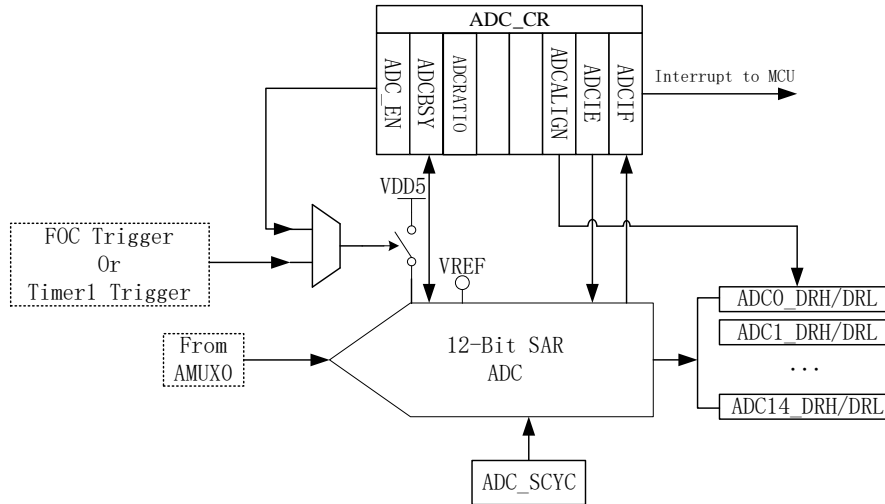 ADC_CR
ADC_EN
ADCBSY
ADCRATIO
ADCALIGN
ADCIE
ADCIF
Interrupt to MCU
VDD5
FOC Trigger
Or
Timer1 Trigger
VREF
From
AMUX0
12-Bit SAR
ADC
ADC0_DRH/DRL
ADC1_DRH/DRL
...
ADC14_DRH/DRL
ADC_SCYC